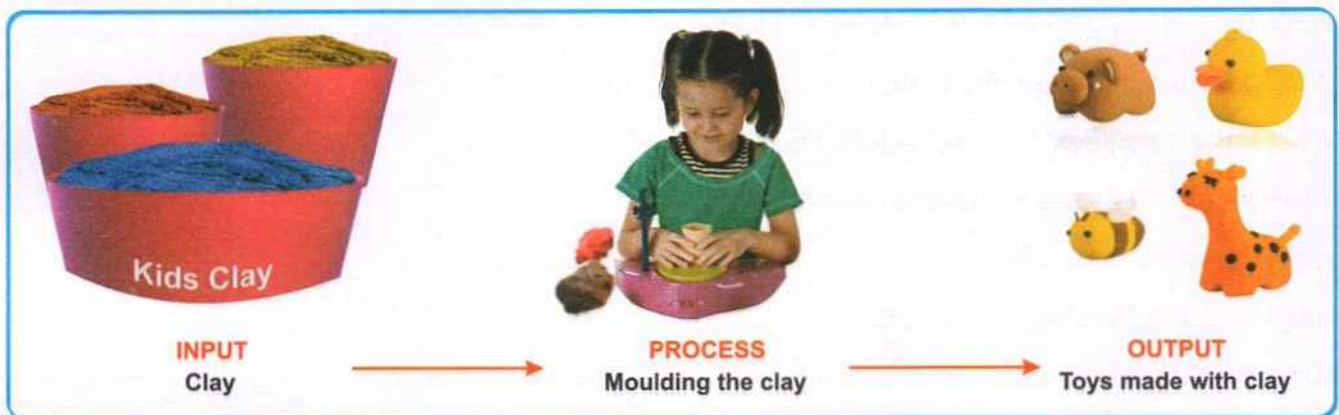 Kids Clay
INPUT
Clay
PROCESS
Moulding the clay
OUTPUT
Toys made with clay